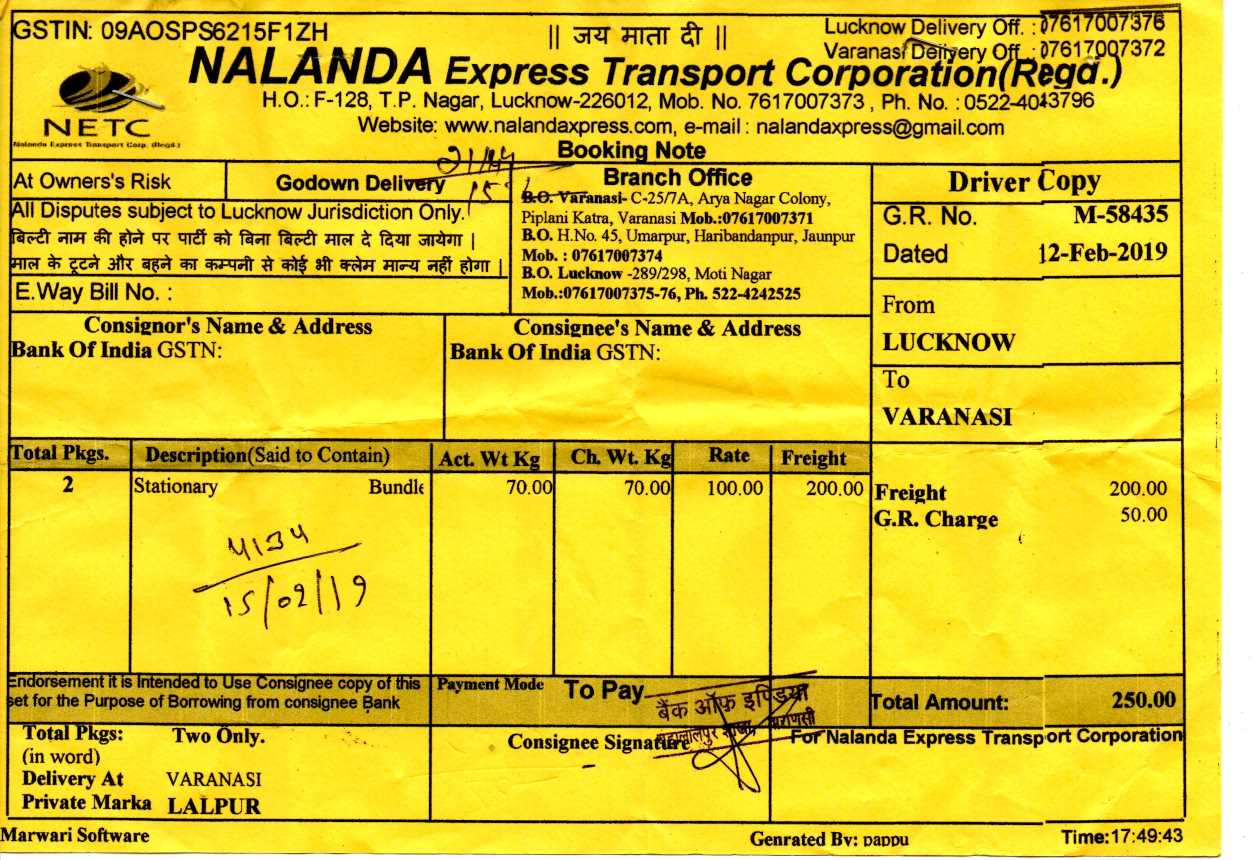 GSTIN: 09AOSPS6215F1ZH
|| जय माता दी ||
Lucknow Delivery Off. : 07617007376
Varanasi Delivery Off. : 07617007372
NALANDA Express Transport Corporation(Regd.)
H.O.: F-128, T.P. Nagar, Lucknow-226012, Mob. No. 7617007373 , Ph. No. : 0522-4043796
Website: www.nalandaxpress.com, e-mail : nalandaxpress@gmail.com
NETC
Nalanda Express Transport Corp. (Regd.)
Booking Note
At Owners's Risk
Godown Delivery
All Disputes subject to Lucknow Jurisdiction Only.
बिल्टी नाम की होने पर पार्टी को बिना बिल्टी माल दे दिया जायेगा |
माल के टूटने और बहने का कम्पनी से कोई भी क्लेम मान्य नहीं होगा |
E.Way Bill No. :
Branch Office
B.O. Varanasi- C-25/7A, Arya Nagar Colony,
Piplani Katra, Varanasi Mob.:07617007371
B.O. H.No. 45, Umarpur, Haribandanpur, Jaunpur
Mob. : 07617007374
B.O. Lucknow -289/298, Moti Nagar
Mob.:07617007375-76, Ph. 522-4242525
Driver Copy
G.R. No. M-58435
Dated 12-Feb-2019
From
LUCKNOW
To
VARANASI
Consignor's Name & Address
Bank Of India GSTN:
Consignee's Name & Address
Bank Of India GSTN:
Total Pkgs. Description(Said to Contain) Act. Wt Kg Ch. Wt. Kg Rate Freight
2 Stationary Bundle 70.00 70.00 100.00 200.00
Freight 200.00
G.R. Charge 50.00
15/02/19
Endorsement it is Intended to Use Consignee copy of this
set for the Purpose of Borrowing from consignee Bank
Payment Mode To Pay
Total Amount: 250.00
बैंक ऑफ इण्डिया
Total Pkgs: Two Only.
(in word)
Delivery At VARANASI
Private Marka LALPUR
Consignee Signature
For Nalanda Express Transport Corporation
Marwari Software
Genrated By: pappu
Time:17:49:43